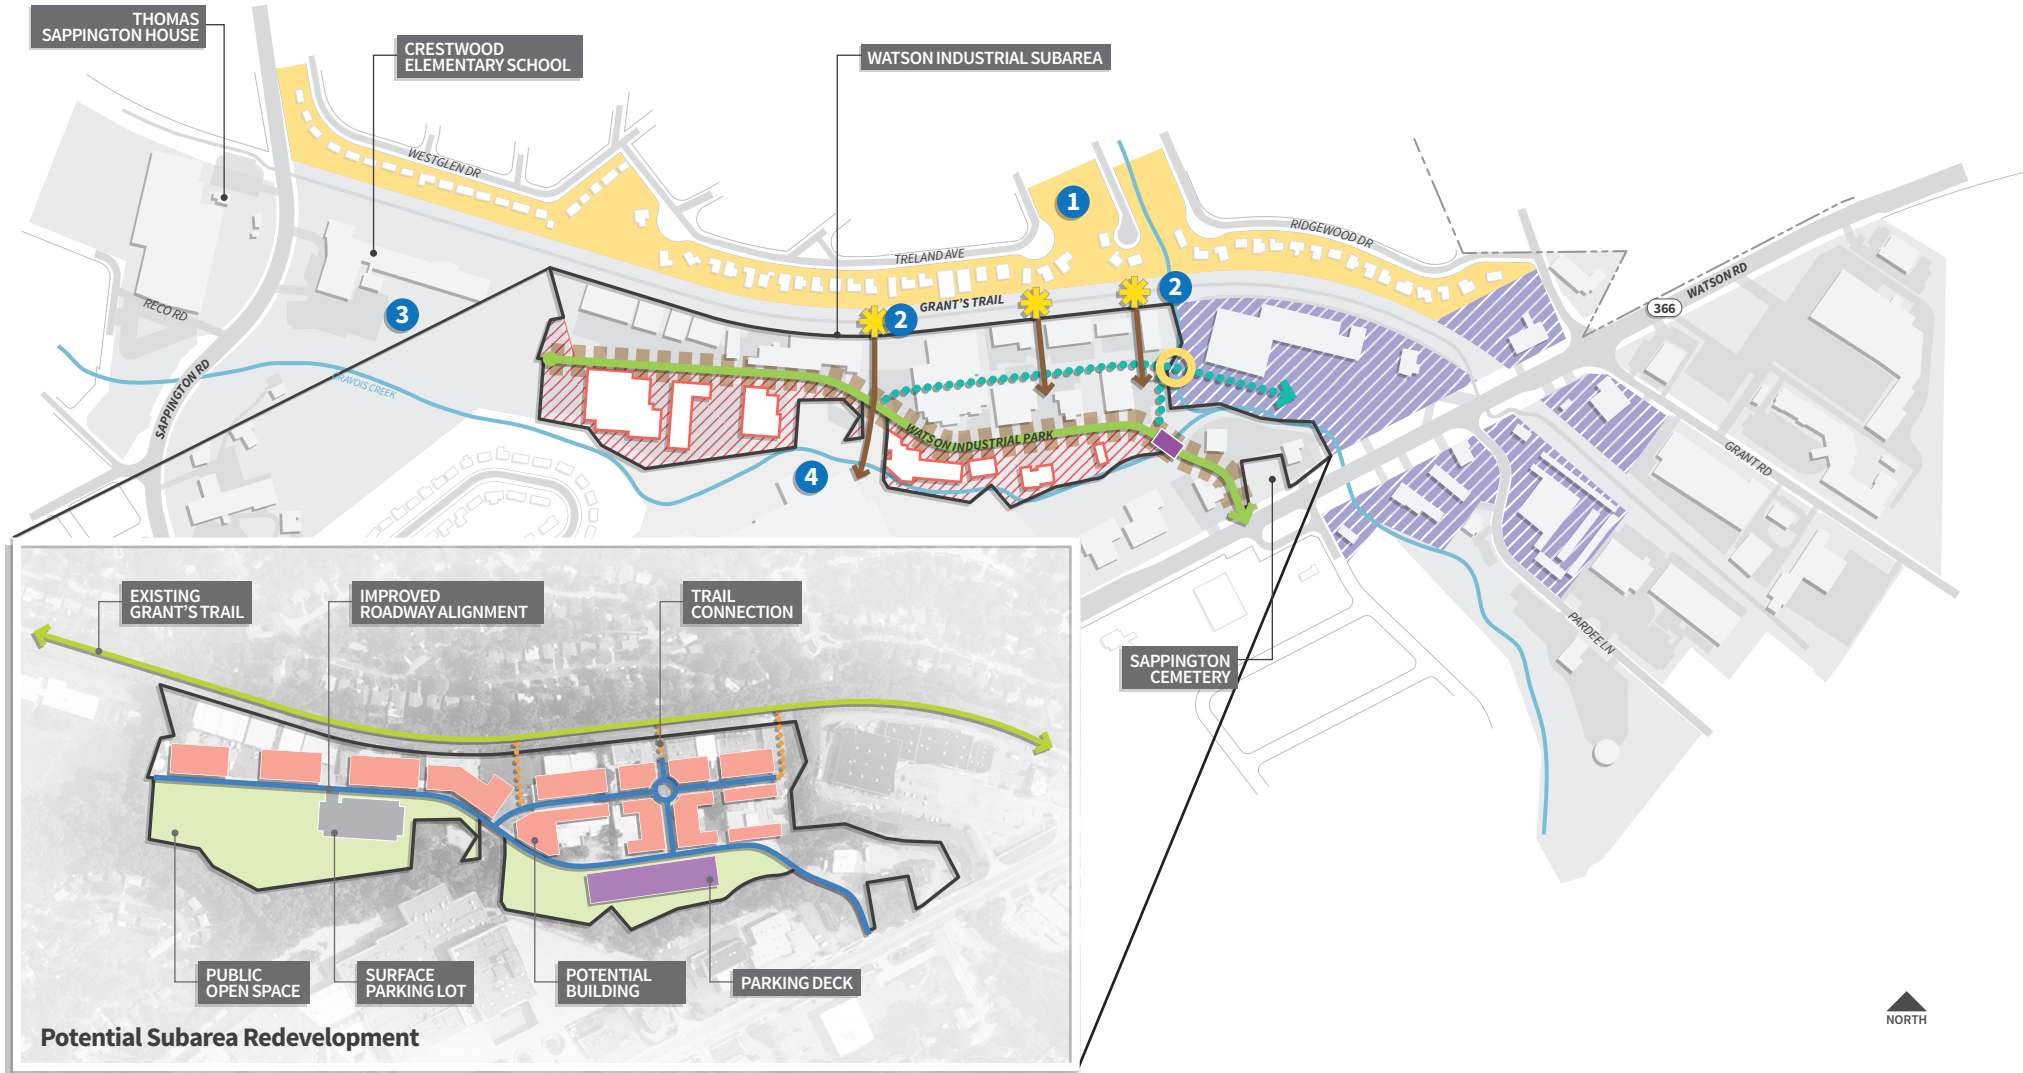 THOMAS
SAPPINGTON HOUSE
CRESTWOOD
ELEMENTARY SCHOOL
WATSON INDUSTRIAL SUBAREA
WESTGLEN DR
1
TRELAND AVE
RIDGEWOOD DR
GRANT'S TRAIL
2
2
WATSON RD
366
RECO RD
3
SAPPINGTON RD
GRAVOIS CREEK
WATSON INDUSTRIAL PARK
4
GRANT RD
PARDEE LN
SAPPINGTON
CEMETERY
EXISTING
GRANT'S TRAIL
IMPROVED
ROADWAY ALIGNMENT
TRAIL
CONNECTION
PUBLIC
OPEN SPACE
SURFACE
PARKING LOT
POTENTIAL
BUILDING
PARKING DECK
Potential Subarea Redevelopment
NORTH